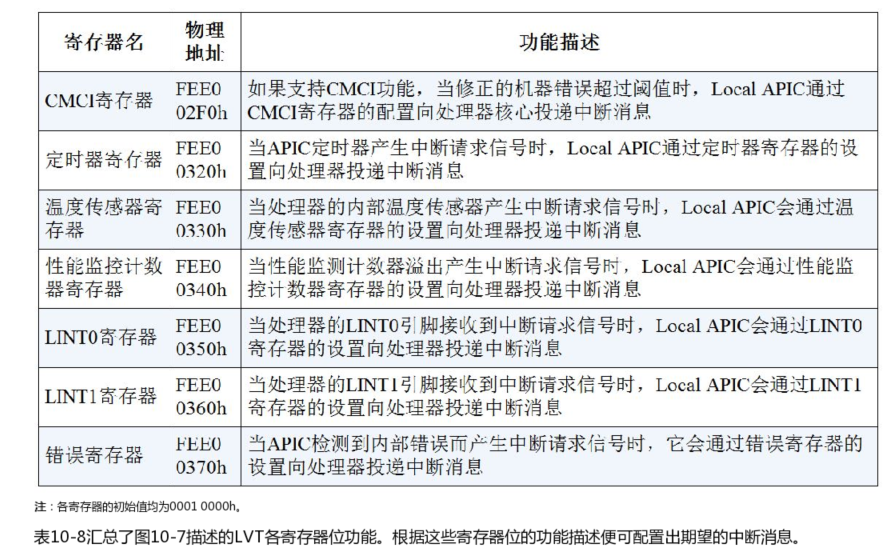 寄存器名 物理地址 功能描述
CMCI寄存器 FEE0 如果支持CMCI功能，当修正的机器错误超过阈值时，Local APIC通过
02F0h CMCI寄存器的配置向处理器核心投递中断消息
定时器寄存器 FEE0 当APIC定时器产生中断请求信号时，Local APIC通过定时器寄存器的设
0320h 置向处理器投递中断消息
温度传感器寄 FEE0 当处理器的内部温度传感器产生中断请求信号时，Local APIC会通过温
存器 0330h 度传感器寄存器的设置向处理器投递中断消息
性能监控计数 FEE0 当性能监测计数器溢出产生中断请求信号时，Local APIC会通过性能监
器寄存器 0340h 控计数器寄存器的设置向处理器投递中断消息
LINT0寄存器 FEE0 当处理器的LINT0引脚接收到中断请求信号时，Local APIC会通过LINT0
0350h 寄存器的设置向处理器投递中断消息
LINT1寄存器 FEE0 当处理器的LINT1引脚接收到中断请求信号时，Local APIC会通过LINT1
0360h 寄存器的设置向处理器投递中断消息
错误寄存器 FEE0 当APIC检测到内部错误而产生中断请求信号时，它会通过错误寄存器的
0370h 设置向处理器投递中断消息
注：各寄存器的初始值均为0001 0000h。
表10-8汇总了图10-7描述的LVT各寄存器位功能。根据这些寄存器位的功能描述便可配置出期望的中断消息。